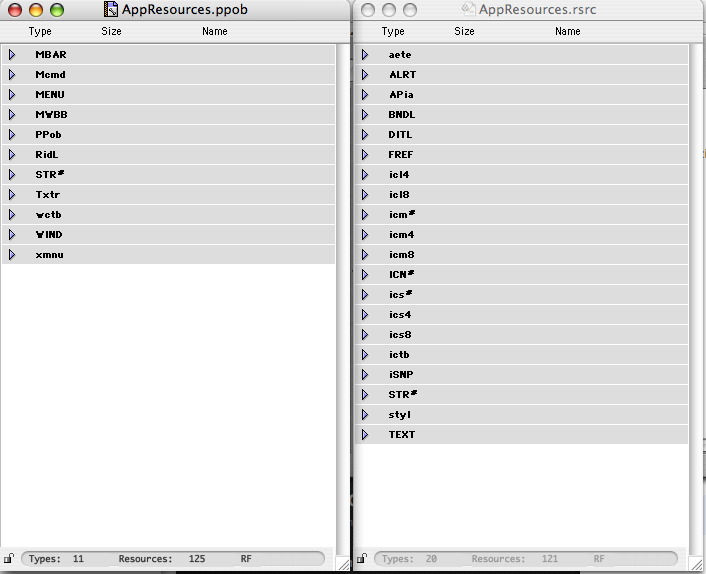 AppResources.ppob
Type Size Name
MBAR
Mcmd
MENU
MWBB
PPob
RidL
STR#
Txtr
wctb
WIND
xmnu
Types: 11 Resources: 125 RF
AppResources.rsrc
Type Size Name
aete
ALRT
APia
BNDL
DITL
FREF
icl4
icl8
icm#
icm4
icm8
ICN#
ics#
ics4
ics8
ictb
iSNP
STR#
styl
TEXT
Types: 20 Resources: 121 RF